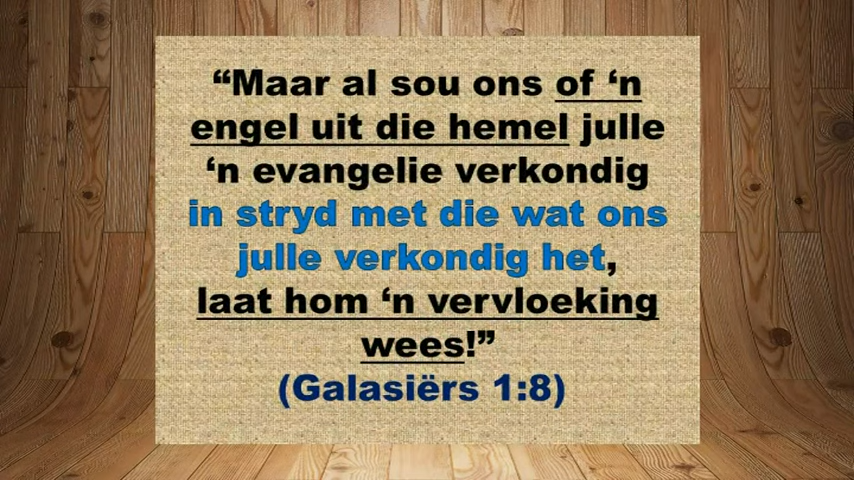 “Maar al sou ons of ‘n
engel uit die hemel julle
‘n evangelie verkondig
in stryd met die wat ons
julle verkondig het,
laat hom ‘n vervloeking
wees!”
(Galasiërs 1:8)